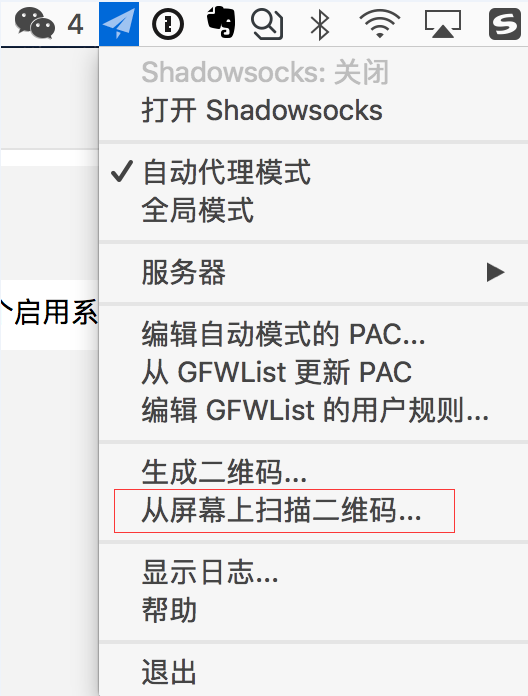 4
Shadowsocks: 关闭
打开 Shadowsocks
自动代理模式
全局模式
服务器
个启用系
编辑自动模式的 PAC...
从 GFWList 更新 PAC
编辑 GFWList 的用户规则...
生成二维码...
从屏幕上扫描二维码...
显示日志...
帮助
退出